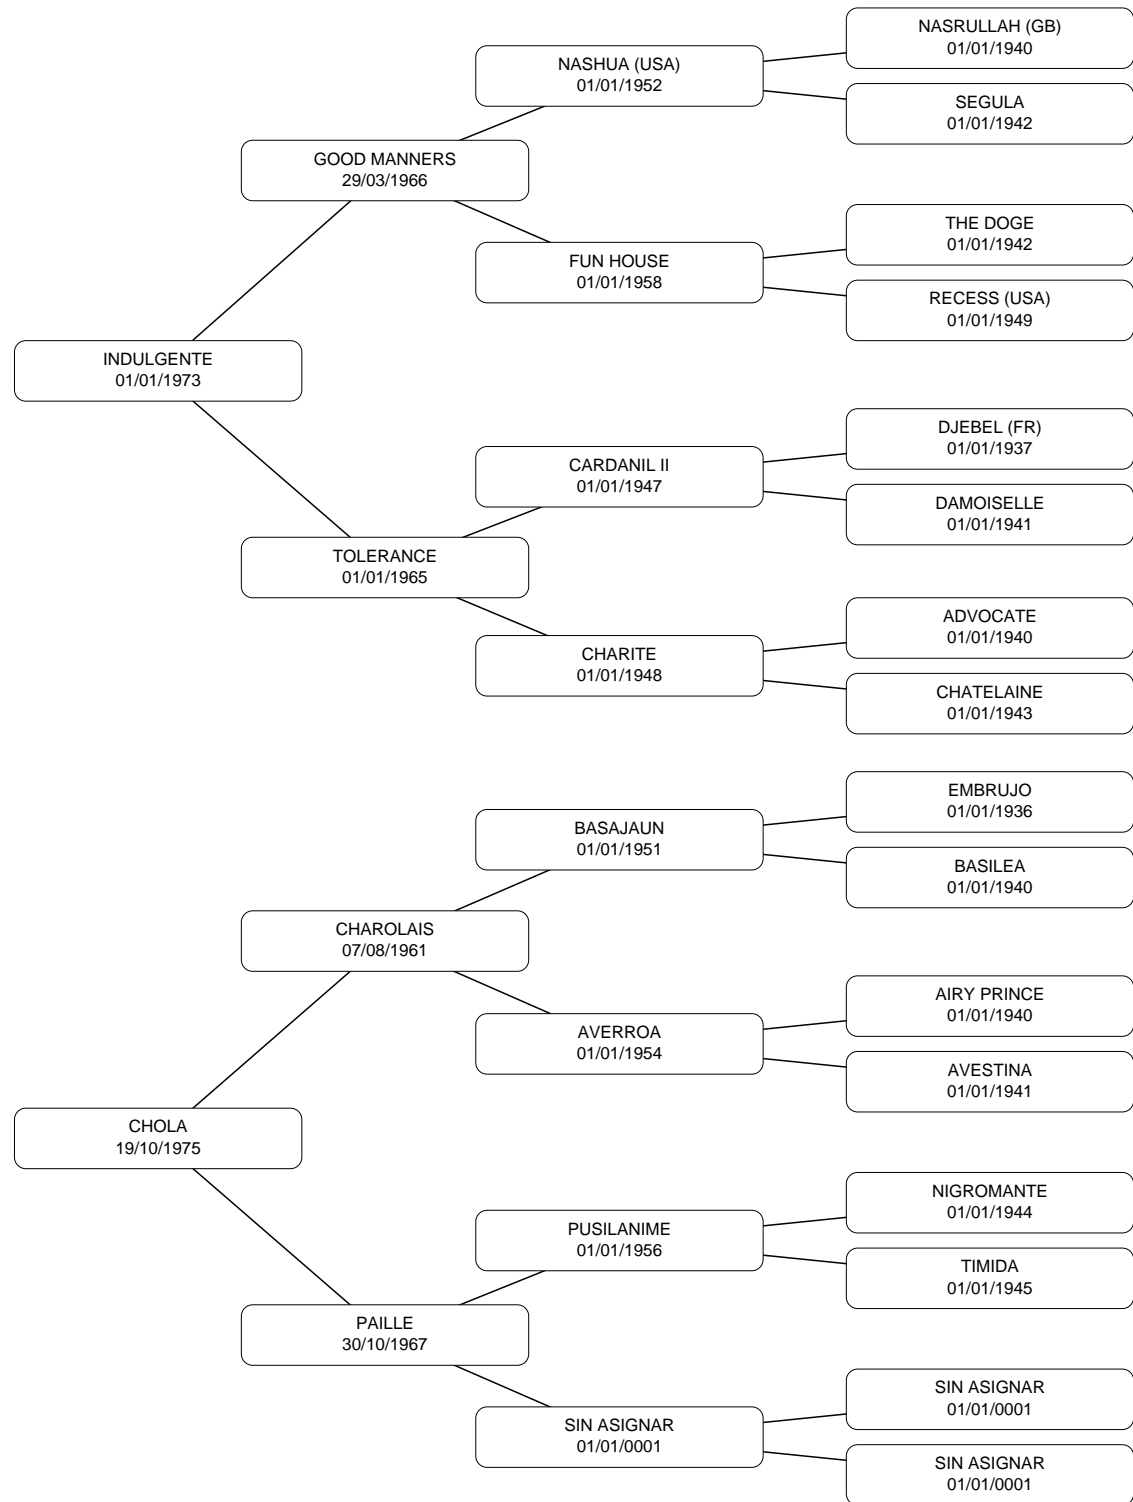 NASRULLAH (GB)
01/01/1940
NASHUA (USA)
01/01/1952
SEGULA
01/01/1942
GOOD MANNERS
29/03/1966
THE DOGE
01/01/1942
FUN HOUSE
01/01/1958
RECESS (USA)
01/01/1949
INDULGENTE
01/01/1973
DJEBEL (FR)
01/01/1937
CARDANIL II
01/01/1947
DAMOISELLE
01/01/1941
TOLERANCE
01/01/1965
ADVOCATE
01/01/1940
CHARITE
01/01/1948
CHATELAINE
01/01/1943
EMBRUJO
01/01/1936
BASAJAUN
01/01/1951
BASILEA
01/01/1940
CHAROLAIS
07/08/1961
AIRY PRINCE
01/01/1940
AVERROA
01/01/1954
AVESTINA
01/01/1941
CHOLA
19/10/1975
NIGROMANTE
01/01/1944
PUSILANIME
01/01/1956
TIMIDA
01/01/1945
PAILLE
30/10/1967
SIN ASIGNAR
01/01/0001
SIN ASIGNAR
01/01/0001
SIN ASIGNAR
01/01/0001